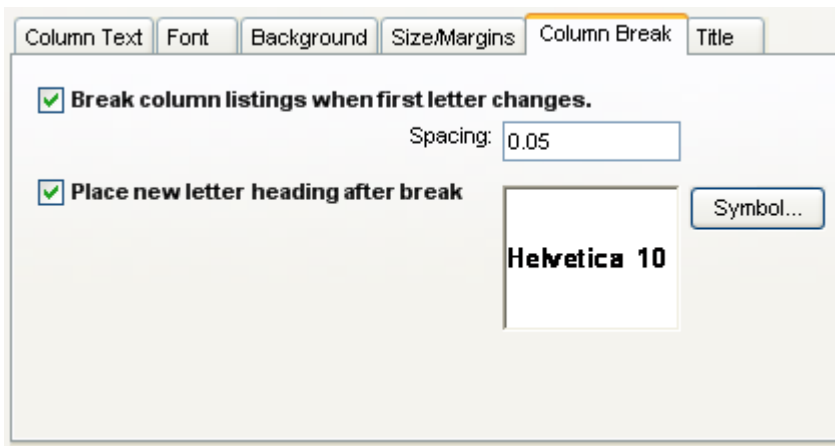 Column Text Font Background Size/Margins Column Break Title
Break column listings when first letter changes.
Spacing: 0.05
Place new letter heading after break
Symbol...
Helvetica 10